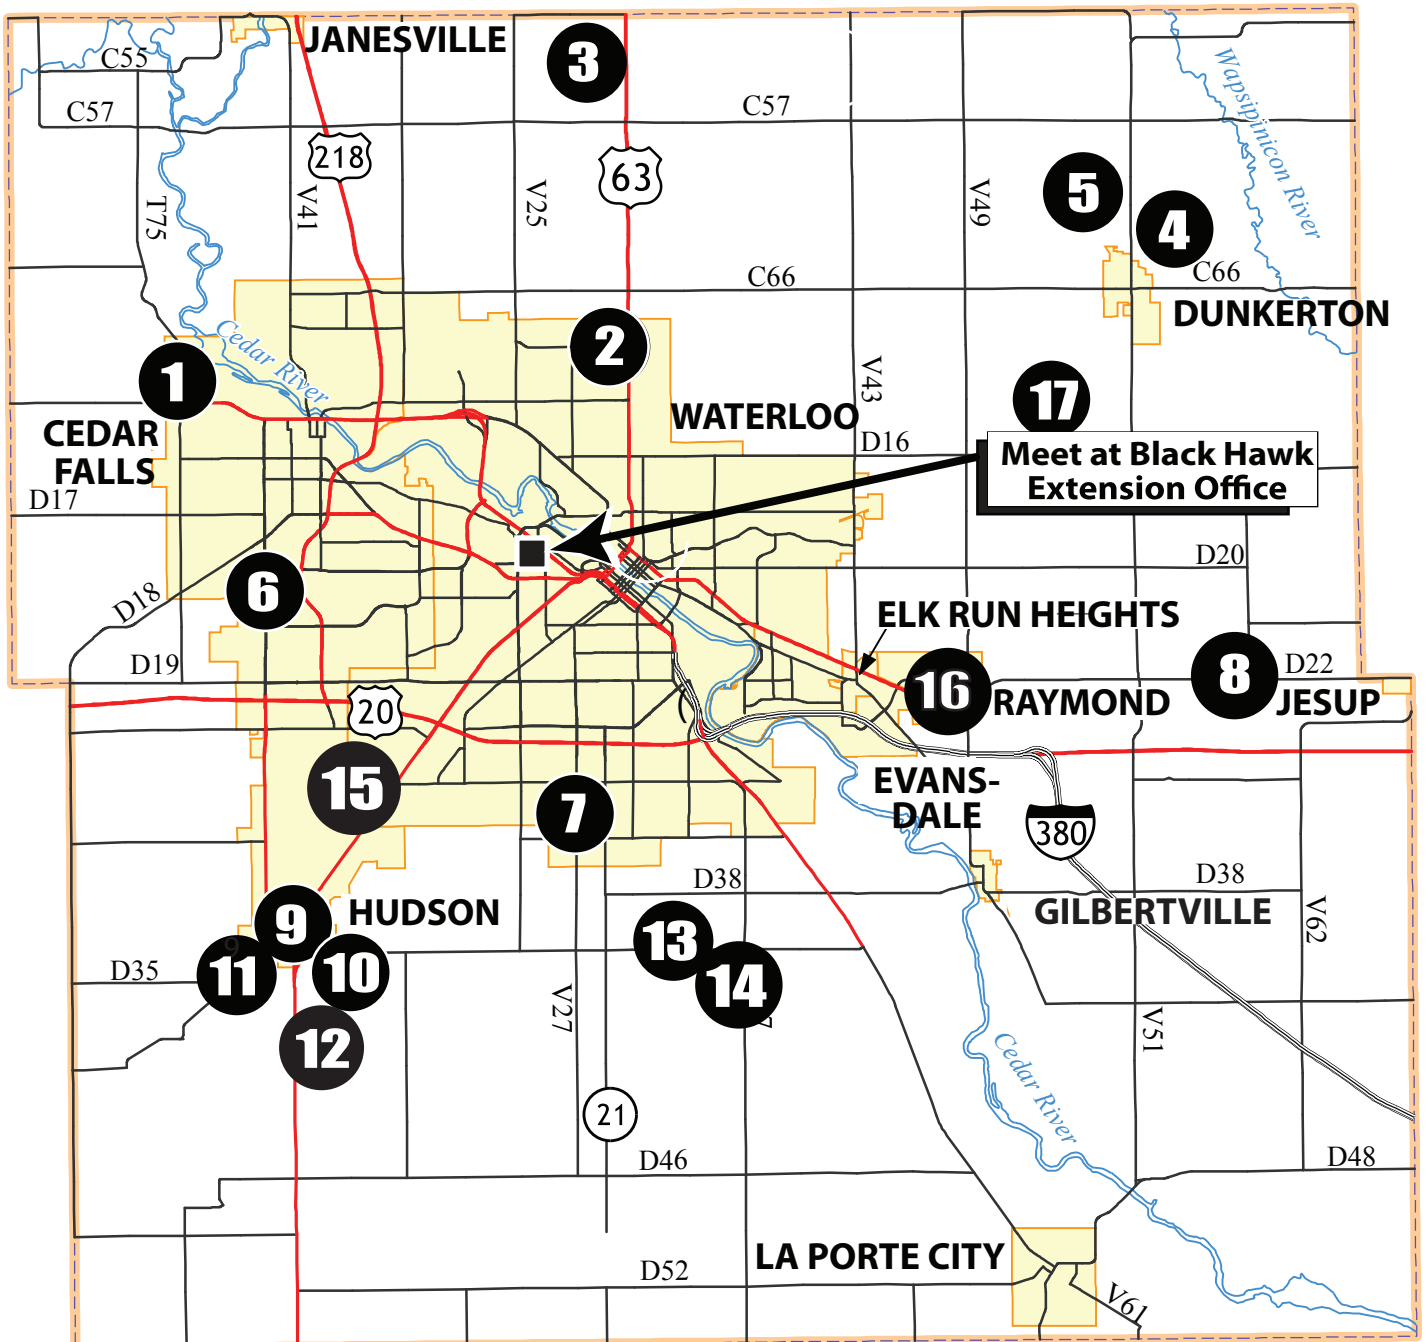 JANESVILLE
3
C55
C57
C57
218
63
V41
V25
T75
V49
5
4
Wapsipinicon River
C66
C66
DUNKERTON
Cedar River
2
1
V43
17
WATERLOO
CEDAR
FALLS
D16
Meet at Black Hawk
Extension Office
D17
D20
6
D18
ELK RUN HEIGHTS
D19
8
D22
16
RAYMOND
JESUP
20
15
EVANS-
DALE
7
380
D38
D38
9
HUDSON
GILBERTVILLE
V62
13
9
11
10
D35
14
7
V27
V51
12
Cedar River
21
D46
D48
LA PORTE CITY
D52
V61